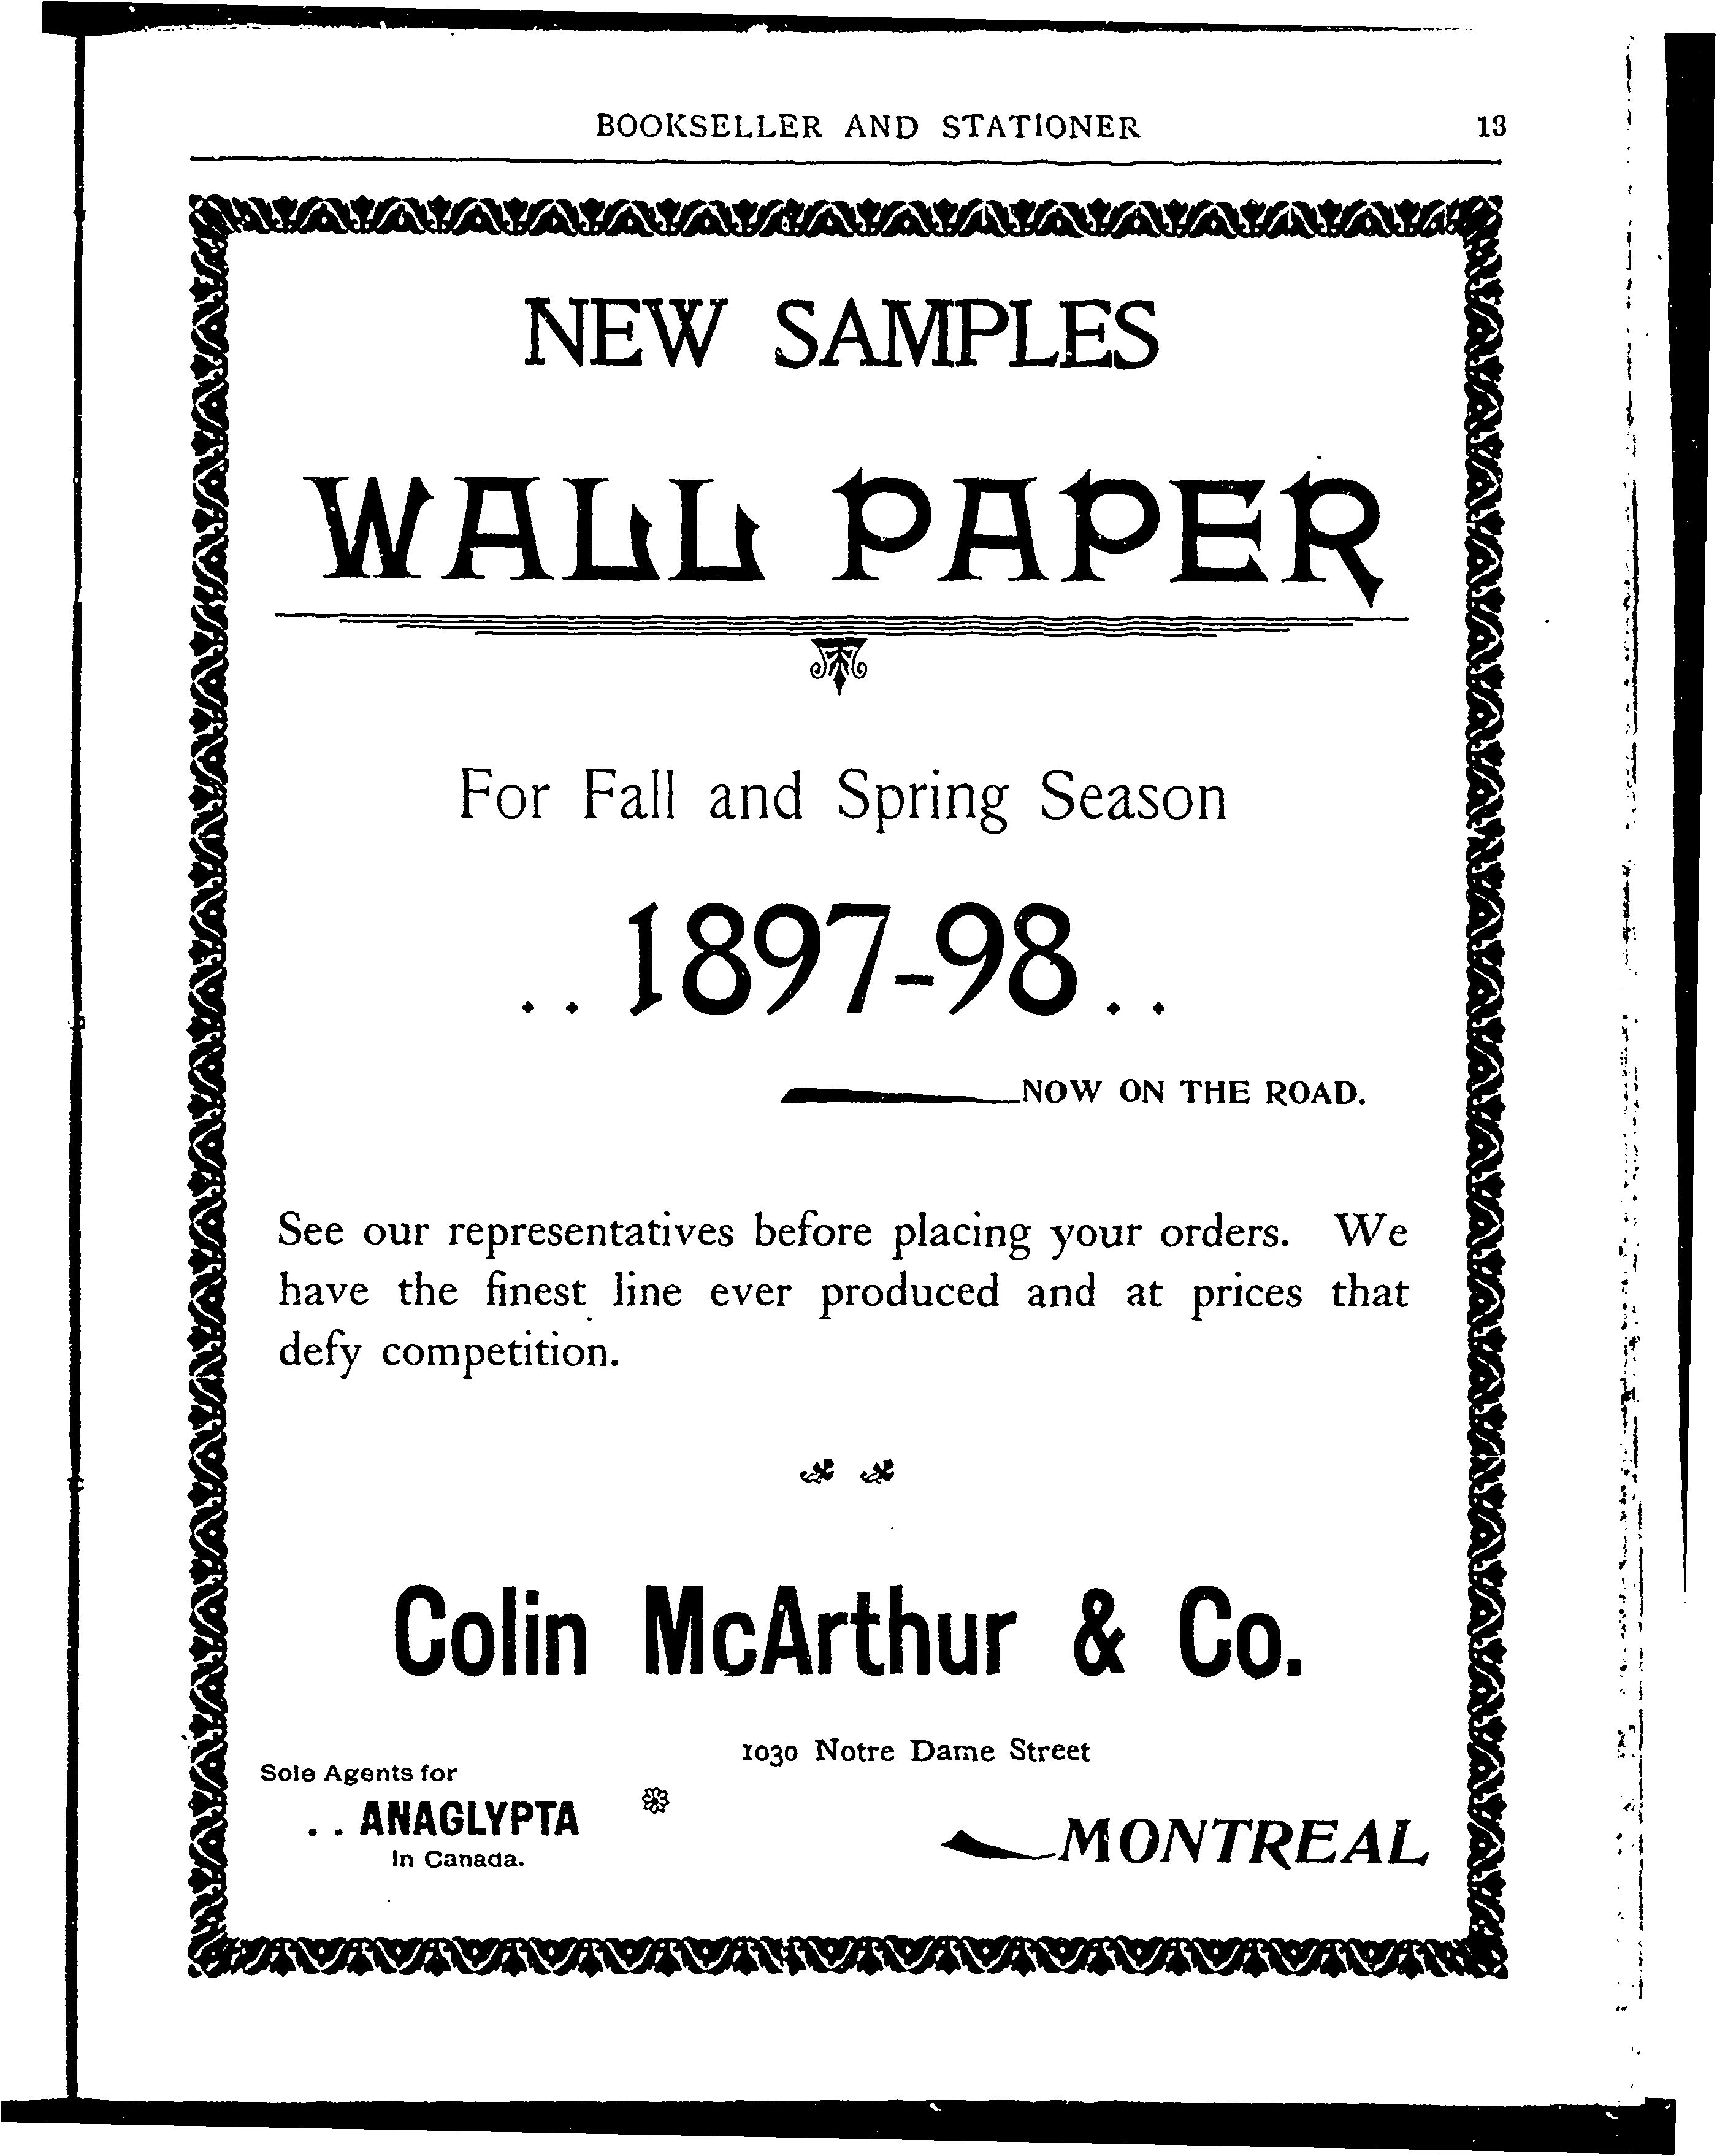 BOOKSELLER AND STATIONER 13
NEW SAMPLES
WALL PAPER
For Fall and Spring Season
. . 1897-98 . .
NOW ON THE ROAD.
See our representatives before placing your orders. We
have the finest line ever produced and at prices that
defy competition.
Colin McArthur & Co.
1030 Notre Dame Street
Sole Agents for
. . ANAGLYPTA
In Canada.
MONTREAL